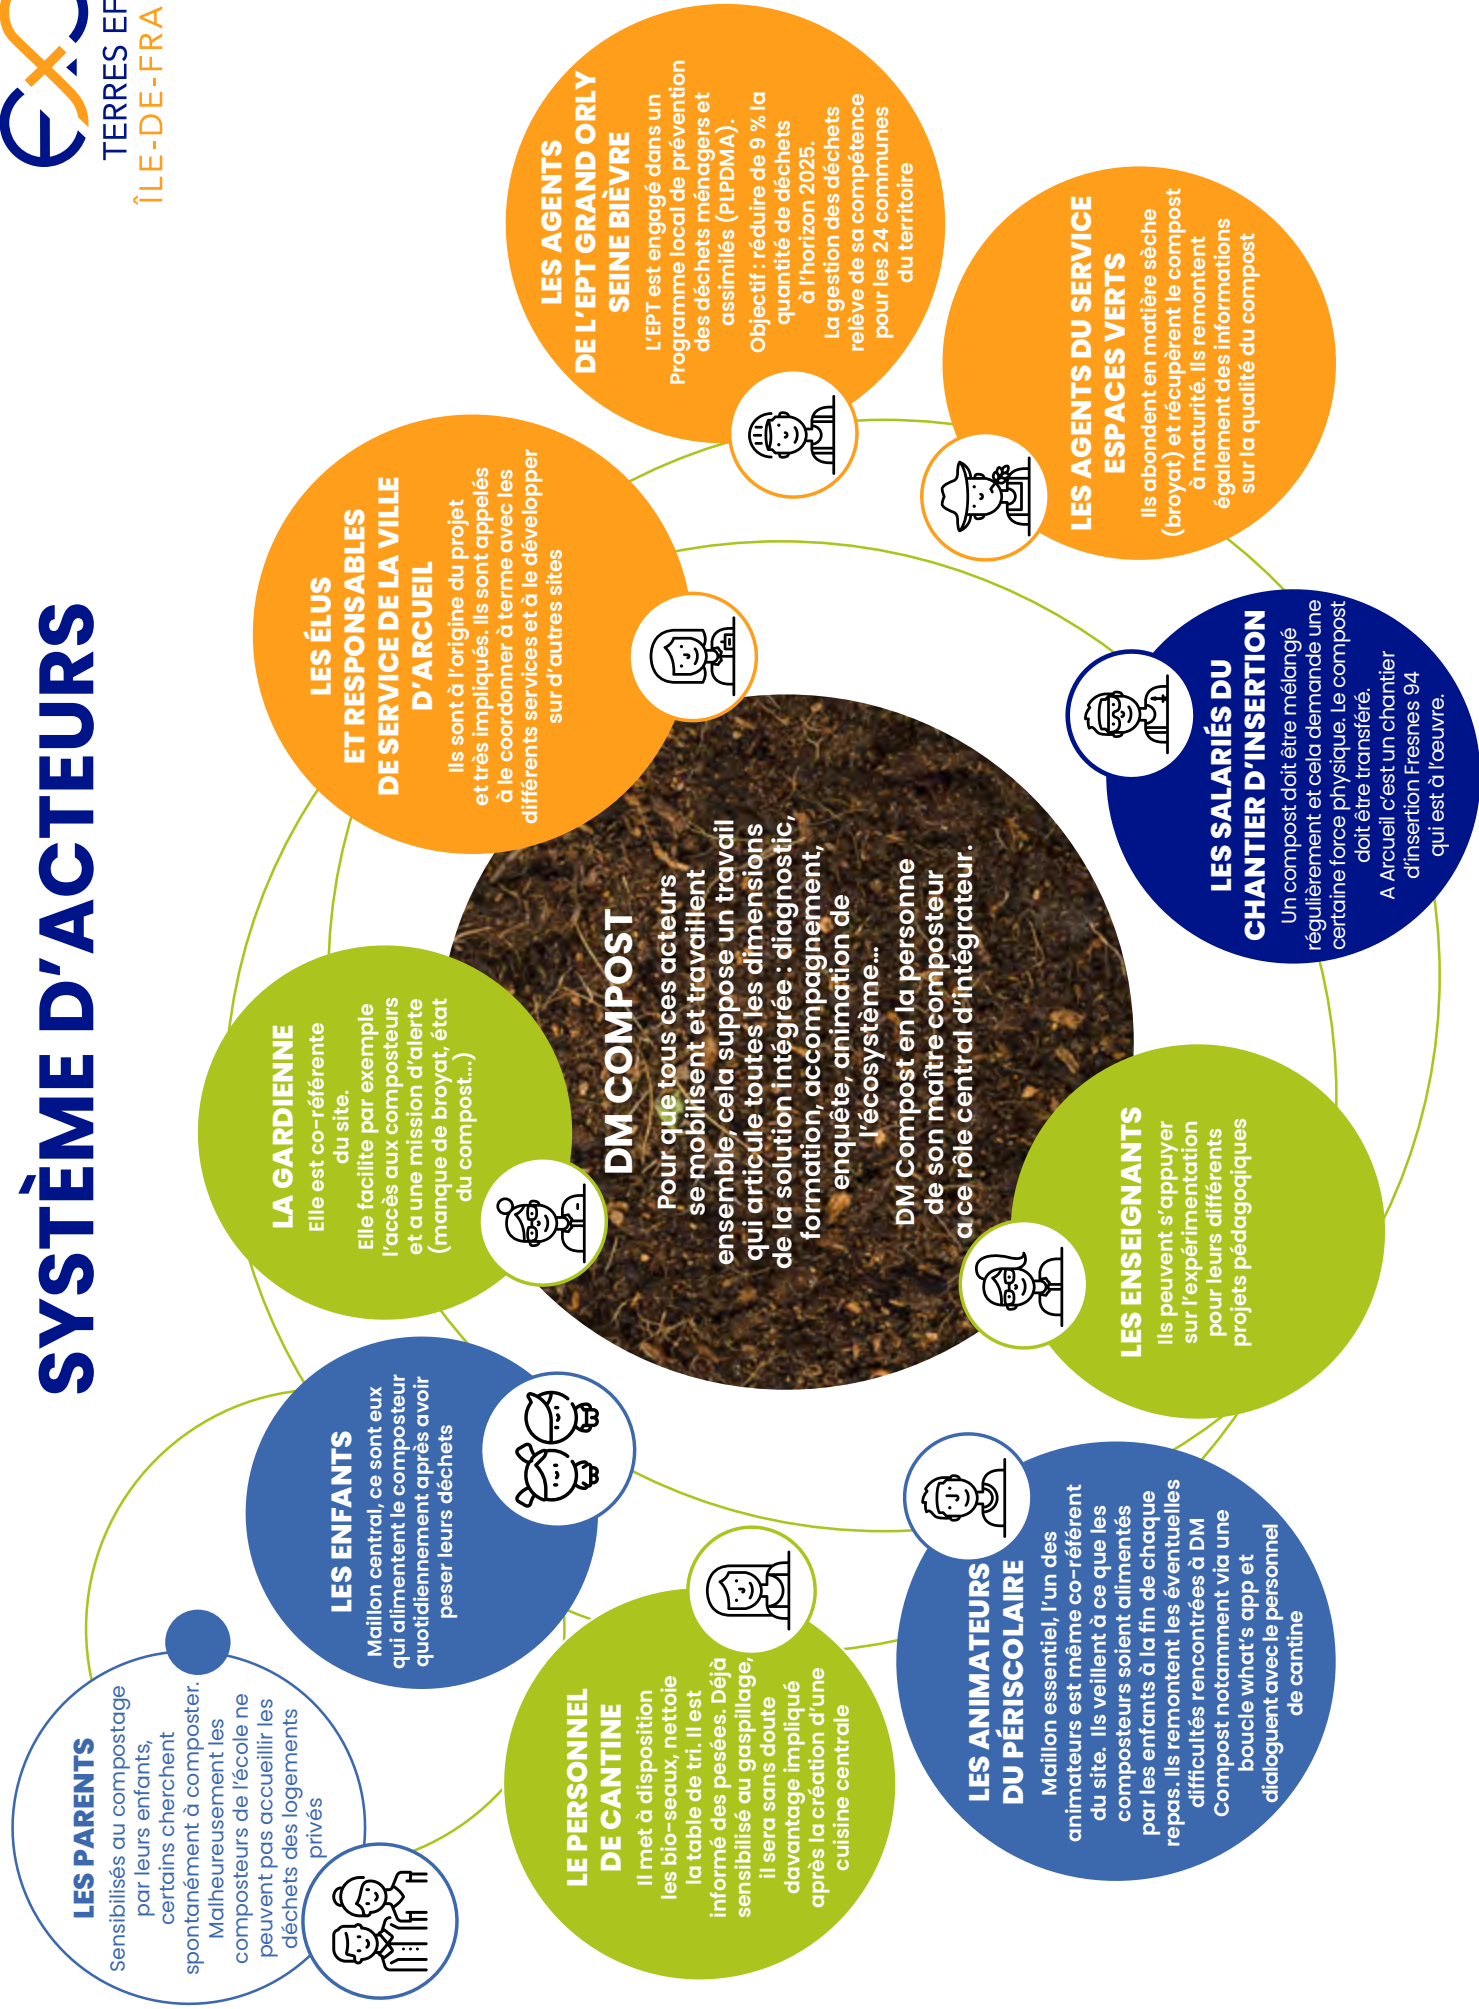 SYSTÈME D'ACTEURS
TERRES EF
ÎLE-DE-FRA
LES PARENTS
Sensibilisés au compostage
par leurs enfants,
certains cherchent
spontanément à composter.
Malheureusement les
composteurs de l'école ne
peuvent pas accueillir les
déchets des logements
privés
LES ENFANTS
Maillon central, ce sont eux
qui alimentent le composteur
quotidiennement après avoir
peser leurs déchets
LA GARDIENNE
Elle est co-référente
du site.
Elle facilite par exemple
l'accès aux composteurs
et a une mission d'alerte
(manque de broyat, état
du compost...)
LES ÉLUS
ET RESPONSABLES
DE SERVICE DE LA VILLE
D'ARCUEIL
Ils sont à l'origine du projet
et très impliqués. Ils sont appelés
à le coordonner à terme avec les
différents services et à le développer
sur d'autres sites
LES AGENTS
DE L'EPT GRAND ORLY
SEINE BIÈVRE
L'EPT est engagé dans un
Programme local de prévention
des déchets ménagers et
assimilés (PLPDMA).
Objectif : réduire de 9 % la
quantité de déchets
à l'horizon 2025.
La gestion des déchets
relève de sa compétence
pour les 24 communes
du territoire
LE PERSONNEL
DE CANTINE
Il met à disposition
les bio-seaux, nettoie
la table de tri. Il est
informé des pesées. Déjà
sensibilisé au gaspillage,
il sera sans doute
davantage impliqué
après la création d'une
cuisine centrale
DM COMPOST
Pour que tous ces acteurs
se mobilisent et travaillent
ensemble, cela suppose un travail
qui articule toutes les dimensions
de la solution intégrée : diagnostic,
formation, accompagnement,
enquête, animation de
l'écosystème...
DM Compost en la personne
de son maître composteur
a ce rôle central d'intégrateur.
LES ANIMATEURS
DU PÉRISCOLAIRE
Maillon essentiel, l'un des
animateurs est même co-référent
du site. Ils veillent à ce que les
composteurs soient alimentés
par les enfants à la fin de chaque
repas. Ils remontent les éventuelles
difficultés rencontrées à DM
Compost notamment via une
boucle what's app et
dialoguent avec le personnel
de cantine
LES ENSEIGNANTS
Ils peuvent s'appuyer
sur l'expérimentation
pour leurs différents
projets pédagogiques
LES SALARIÉS DU
CHANTIER D'INSERTION
Un compost doit être mélangé
régulièrement et cela demande une
certaine force physique. Le compost
doit être transféré.
A Arcueil c'est un chantier
d'insertion Fresnes 94
qui est à l'œuvre.
LES AGENTS DU SERVICE
ESPACES VERTS
Ils abondent en matière sèche
(broyat) et récupèrent le compost
à maturité. Ils remontent
également des informations
sur la qualité du compost